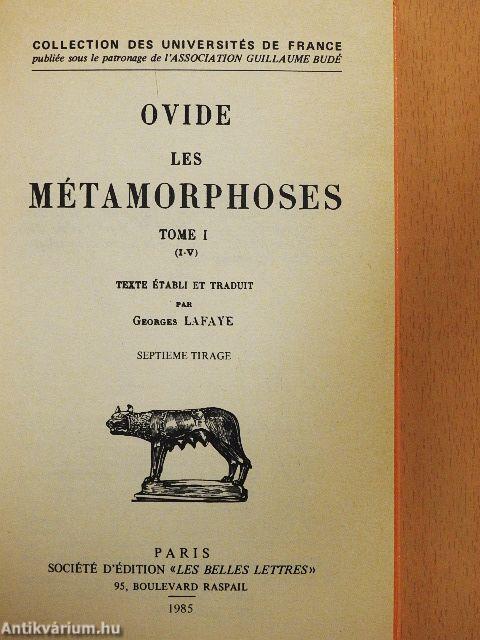 COLLECTION DES UNIVERSITÉS DE FRANCE
publiée sous le patronage de l'ASSOCIATION GUILLAUME BUDÉ
OVIDE
LES
MÉTAMORPHOSES
TOME I
(I-V)
TEXTE ÉTABLI ET TRADUIT
PAR
GEORGES LAFAYE
SEPTIEME TIRAGE
PARIS
SOCIÉTÉ D'ÉDITION «LES BELLES LETTRES»
95, BOULEVARD RASPAIL
1985
Antikvárium.hu